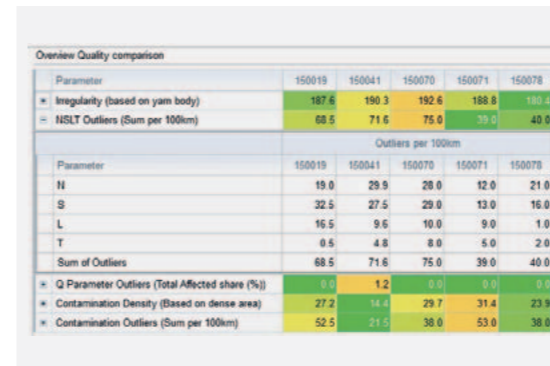 Overview Quality comparison
Parameter 150019 150041 150070 150071 150078
Irregularity (based on yarn body) 187.6 190.3 192.6 188.8 180.4
NSLT Outliers (Sum per 100km) 68.5 71.6 75.0 39.0 40.0
Outliers per 100km
Parameter 150019 150041 150070 150071 150078
N 19.0 29.9 28.0 12.0 21.0
S 32.5 27.5 29.0 13.0 16.0
L 16.5 9.6 10.0 9.0 1.0
T 0.5 4.8 8.0 5.0 2.0
Sum of Outliers 68.5 71.6 75.0 39.0 40.0
Q Parameter Outliers (Total Affected share (%)) 0.0 1.2 0.0 0.0 0.0
Contamination Density (Based on dense area) 27.2 14.4 29.7 31.4 23.9
Contamination Outliers (Sum per 100km) 52.5 21.5 38.0 53.0 38.0